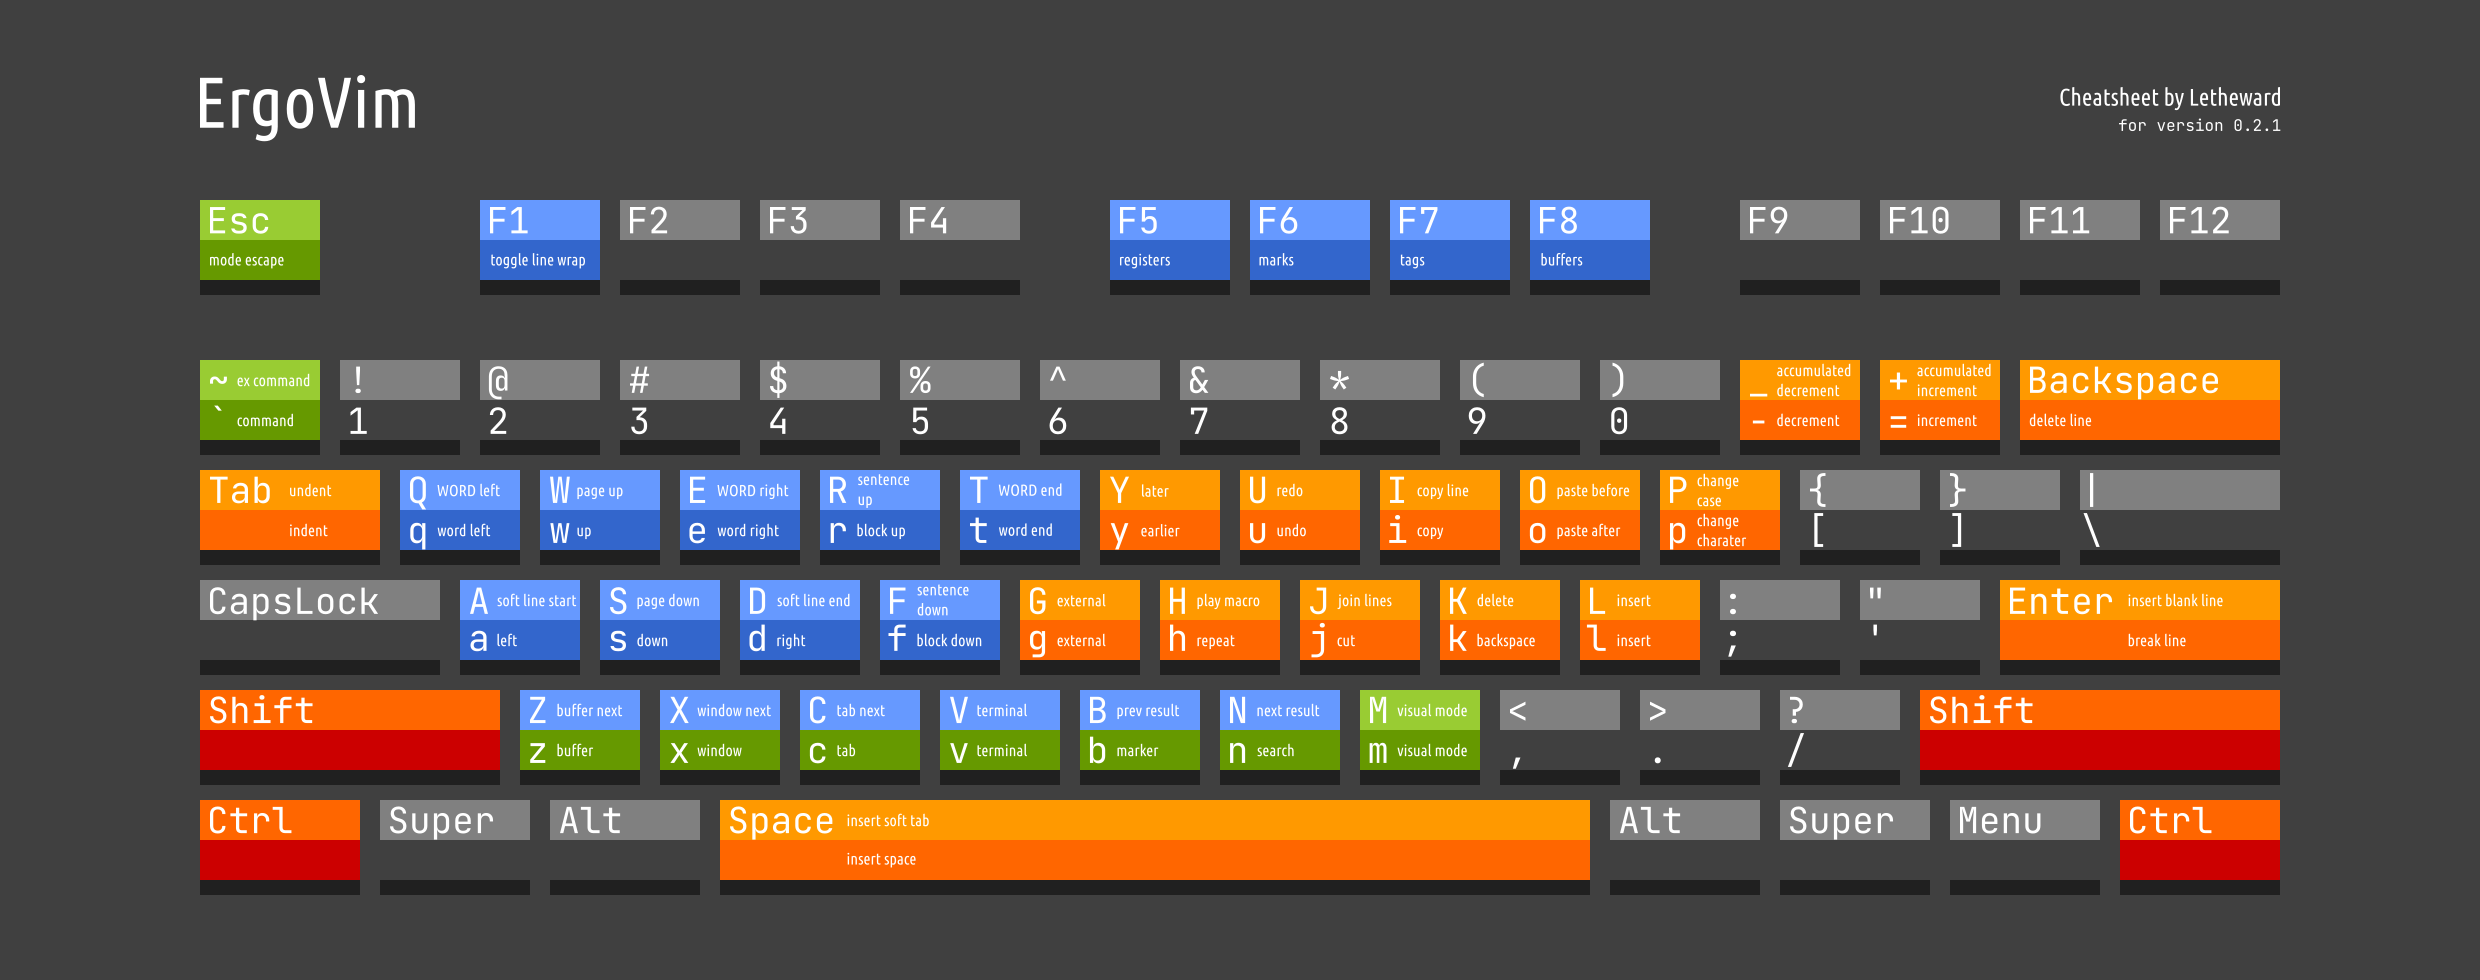 ErgoVim
Cheatsheet by Letheward
for version 0.2.1
Esc F1 F2 F3 F4 F5 F6 F7 F8 F9 F10 F11 F12
mode escape toggle line wrap registers marks tags buffers
~ ex command ! @ # $ % ^ & * ( ) _ accumulated decrement + accumulated increment Backspace
` command 1 2 3 4 5 6 7 8 9 0 - decrement = increment delete line
Tab undent Q WORD left W page up E WORD right R sentence up T WORD end Y later U redo I copy line O paste before P change case { } |
indent q word left w up e word right r block up t word end y earlier u undo i copy o paste after p change charater [ ] \
CapsLock A soft line start S page down D soft line end F sentence down G external H play macro J join lines K delete L insert : " Enter insert blank line
a left s down d right f block down g external h repeat j cut k backspace l insert ; ' break line
Shift Z buffer next X window next C tab next V terminal B prev result N next result M visual mode < > ? Shift
z buffer x window c tab v terminal b marker n search m visual mode , . /
Ctrl Super Alt Space insert soft tab Alt Super Menu Ctrl
insert space